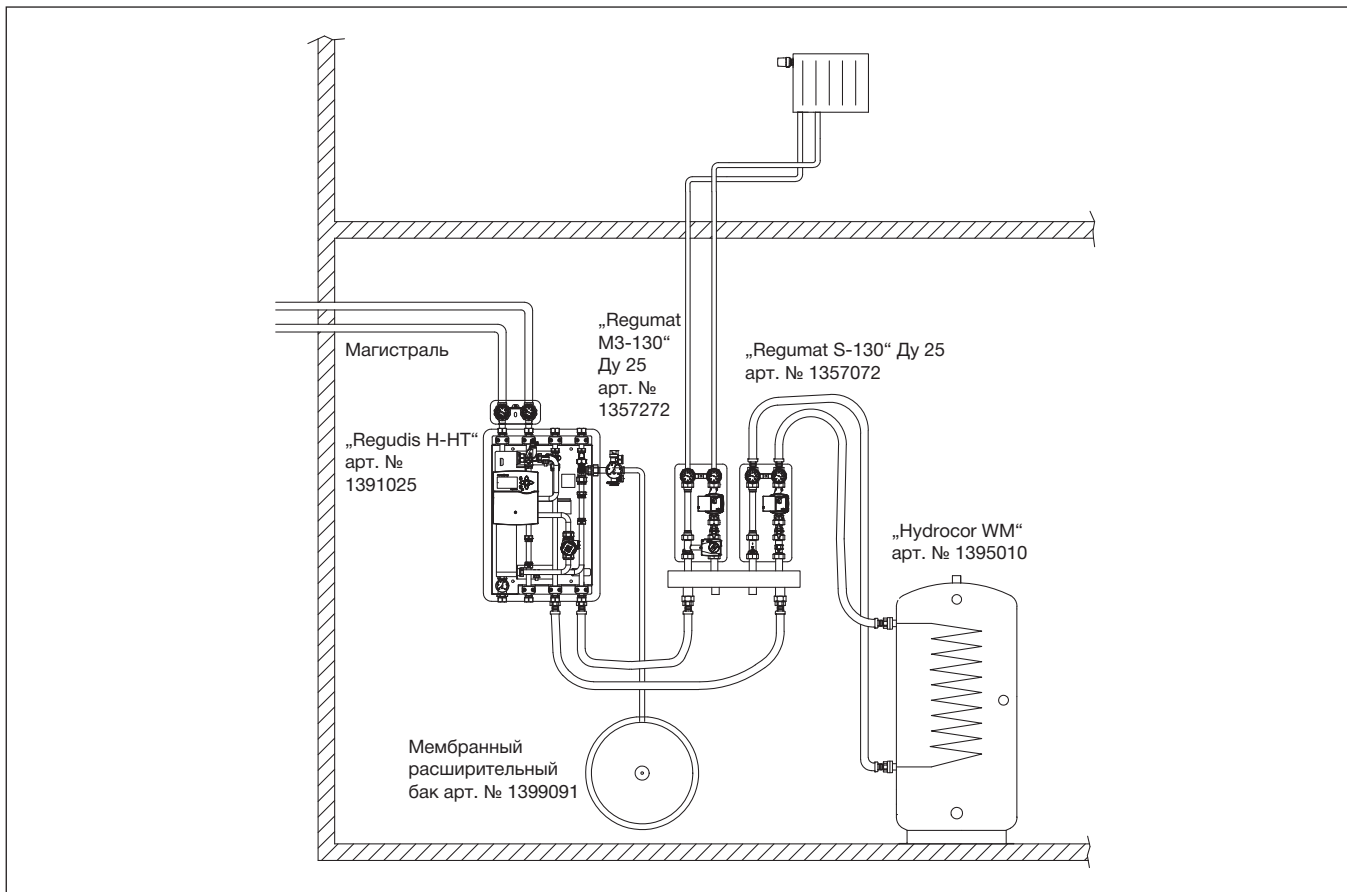 Магистраль
„Regumat
M3-130“
Ду 25
арт. №
1357272
„Regumat S-130“ Ду 25
арт. № 1357072
„Regudis H-HT“
арт. №
1391025
„Hydrocor WM“
арт. № 1395010
Мембранный
расширительный
бак арт. № 1399091